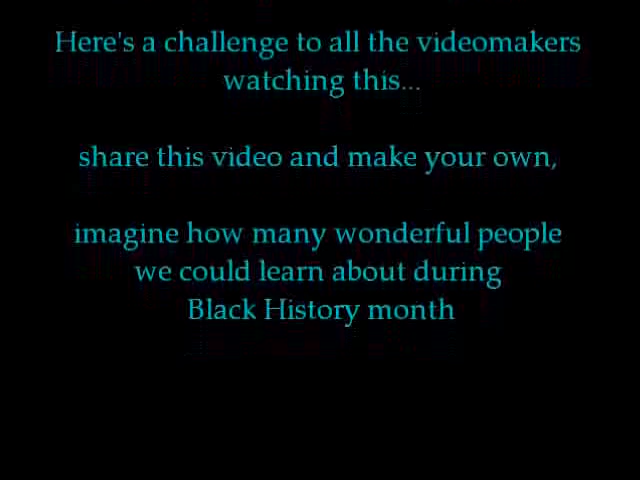 Here's a challenge to all the videomakers
watching this...
share this video and make your own,
imagine how many wonderful people
we could learn about during
Black History month